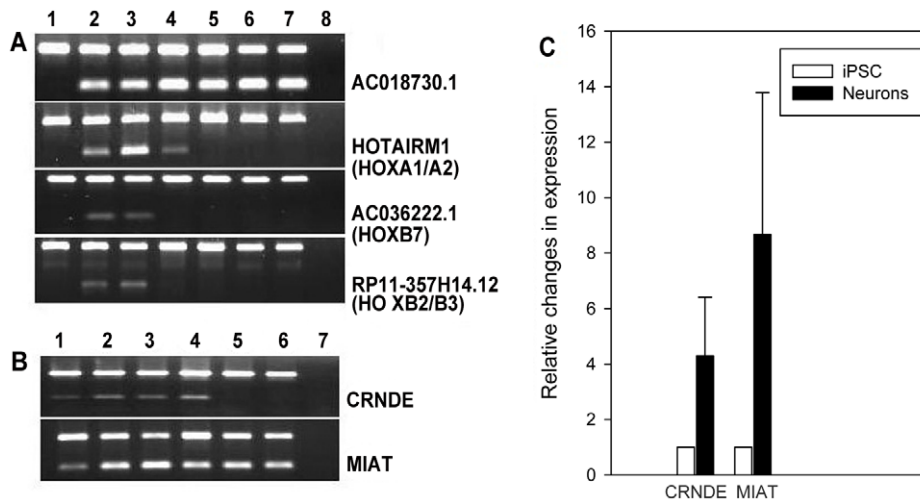 A
1 2 3 4 5 6 7 8
AC018730.1
HOTAIRM1
(HOXA1/A2)
AC036222.1
(HOXB7)
RP11-357H14.12
(HO XB2/B3)
B
1 2 3 4 5 6 7
CRNDE
MIAT
C
Relative changes in expression
16
14
12
10
8
6
4
2
0
iPSC
Neurons
CRNDE MIAT